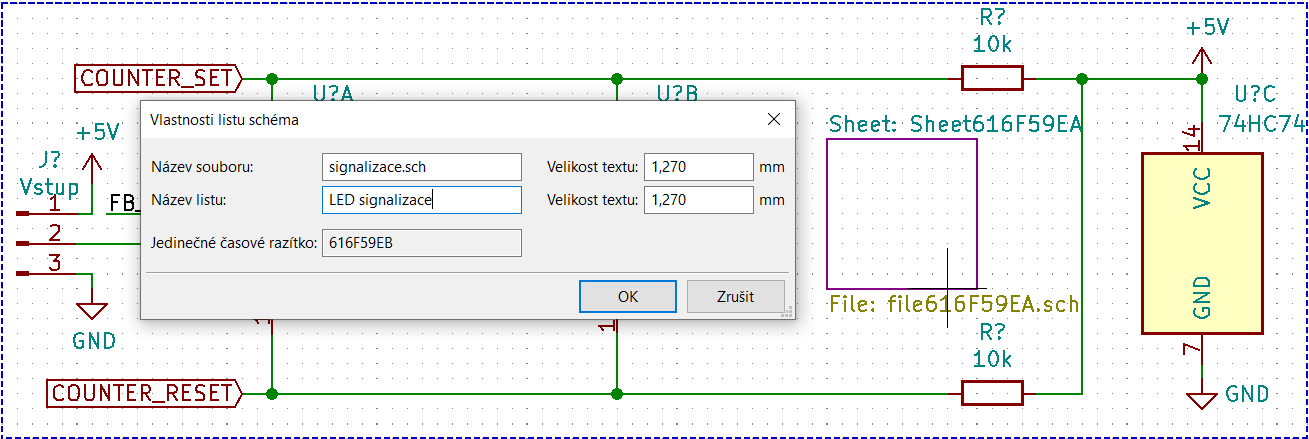 R?
10k
+5V
COUNTER_SET
U?A
U?B
U?C
74HC74
Vlastnosti listu schéma
Sheet: Sheet616F59EA
+5V
J?
Vstup
Název souboru:
signalizace.sch
Velikost textu:
1,270
mm
Název listu:
LED signalizace
Velikost textu:
1,270
mm
Jedinečné časové razítko:
616F59EB
OK
Zrušit
1
2
3
FB_
GND
14
VCC
GND
7
File: file616F59EA.sch
1
R?
10k
COUNTER_RESET
GND